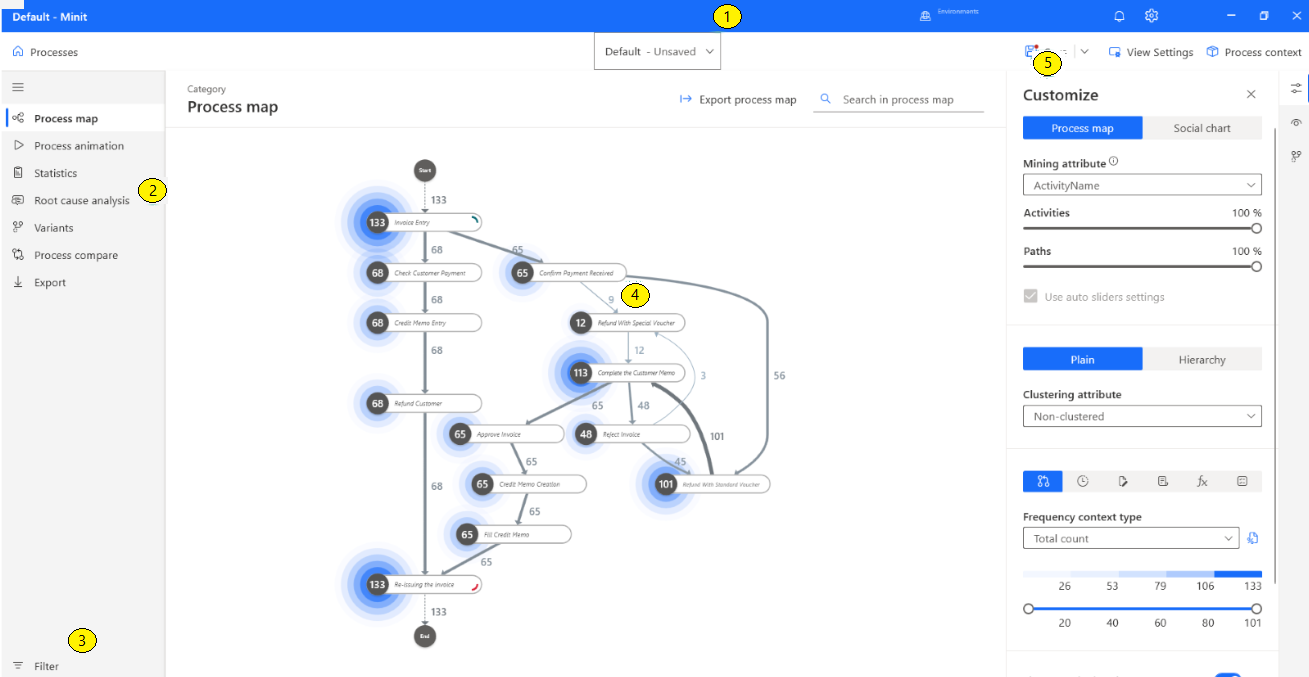 Default - Minit
1
Environments
Processes
Default - Unsaved
5
View Settings
Process context
Process map
Process animation
Statistics
Root cause analysis
2
Variants
Process compare
Export
3
Filter
Category
Process map
Export process map
Search in process map
Start
133
133 Invoice Entry
68
65
68 Check Customer Payment
65 Confirm Payment Received
68
9
4
68 Credit Memo Entry
12 Refund With Special Voucher
68
12
113 Complete the Customer Memo
3
56
68 Refund Customer
65
48
65 Approve Invoice
48 Reject Invoice
101
65
45
68
65 Credit Memo Creation
101 Refund With Standard Voucher
65
65 Fill Credit Memo
65
133 Re-issuing the invoice
133
End
Customize
Process map
Social chart
Mining attribute
ActivityName
Activities
100 %
Paths
100 %
Use auto sliders settings
Plain
Hierarchy
Clustering attribute
Non-clustered
fx
Frequency context type
Total count
26 53 79 106 133
20 40 60 80 101